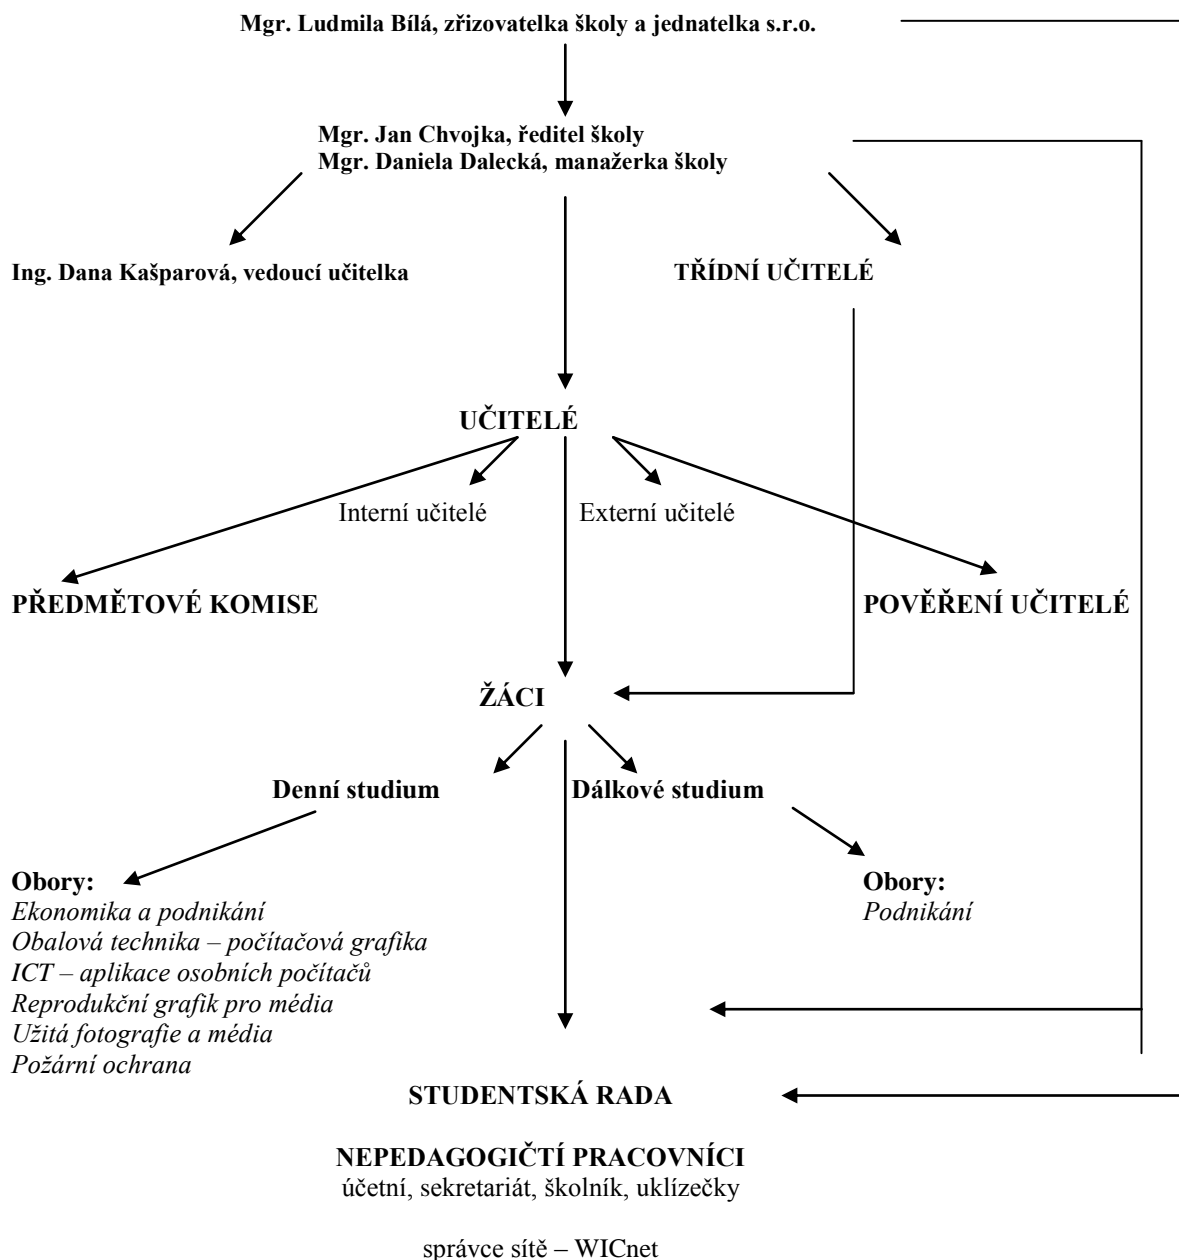 Mgr. Ludmila Bílá, zřizovatelka školy a jednatelka s.r.o.
Mgr. Jan Chvojka, ředitel školy
Mgr. Daniela Dalecká, manažerka školy
Ing. Dana Kašparová, vedoucí učitelka
TŘÍDNÍ UČITELÉ
UČITELÉ
Interní učitelé
Externí učitelé
PŘEDMĚTOVÉ KOMISE
POVĚŘENÍ UČITELÉ
ŽÁCI
Denní studium
Dálkové studium
Obory:
Ekonomika a podnikání
Obalová technika – počítačová grafika
ICT – aplikace osobních počítačů
Reprodukční grafik pro média
Užitá fotografie a média
Požární ochrana
Obory:
Podnikání
STUDENTSKÁ RADA
NEPEDAGOGIČTÍ PRACOVNÍCI
účetní, sekretariát, školník, uklízečky
správce sítě – WICnet